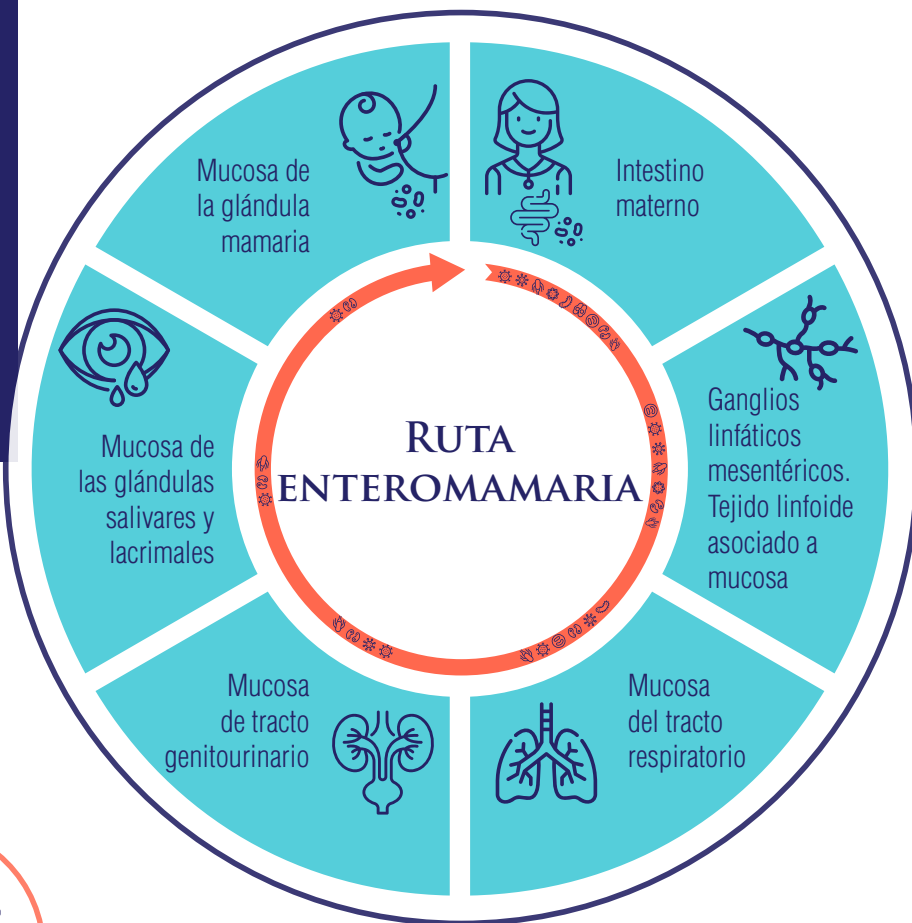 Mucosa de
la glándula
mamaria
Intestino
materno
Ganglios
linfáticos
mesentéricos.
Tejido linfoide
asociado a
mucosa
Mucosa
del tracto
respiratorio
Mucosa
de tracto
genitourinario
Mucosa de
las glándulas
salivares y
lacrimales
RUTA
ENTEROMAMARIA